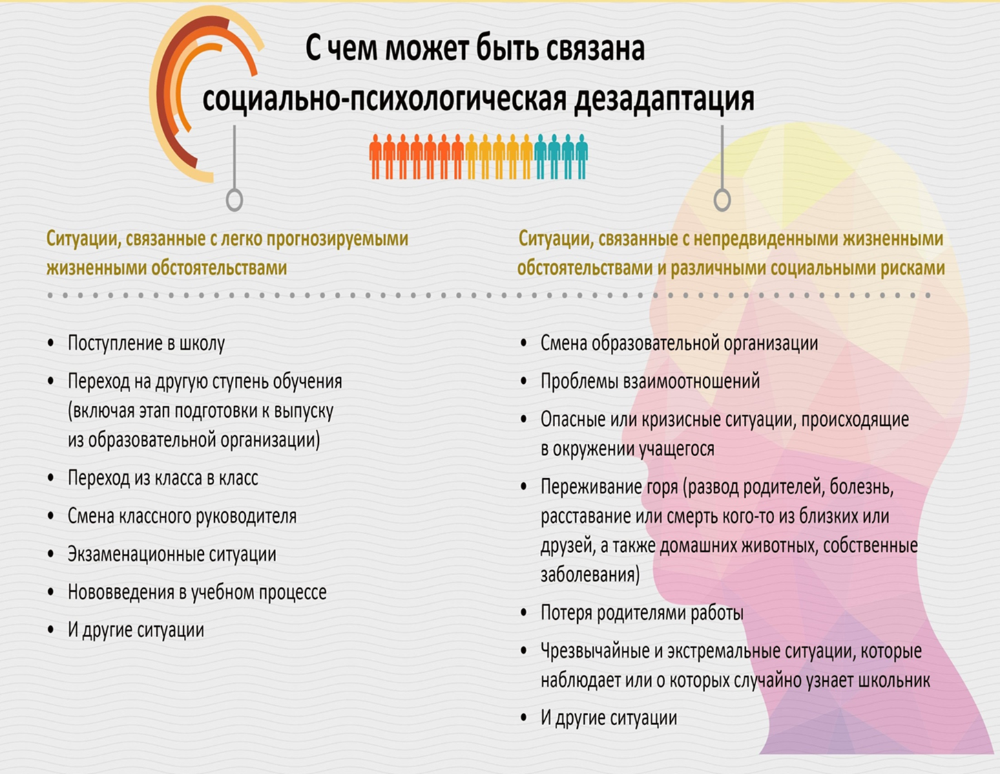 С чем может быть связана
социально-психологическая дезадаптация
Ситуации, связанные с легко прогнозируемыми
жизненными обстоятельствами
• Поступление в школу
• Переход на другую ступень обучения
(включая этап подготовки к выпуску
из образовательной организации)
• Переход из класса в класс
• Смена классного руководителя
• Экзаменационные ситуации
• Нововведения в учебном процессе
• И другие ситуации
Ситуации, связанные с непредвиденными жизненными
обстоятельствами и различными социальными рисками
• Смена образовательной организации
• Проблемы взаимоотношений
• Опасные или кризисные ситуации, происходящие
в окружении учащегося
• Переживание горя (развод родителей, болезнь,
расставание или смерть кого-то из близких или
друзей, а также домашних животных, собственные
заболевания)
• Потеря родителями работы
• Чрезвычайные и экстремальные ситуации, которые
наблюдает или о которых случайно узнает школьник
• И другие ситуации